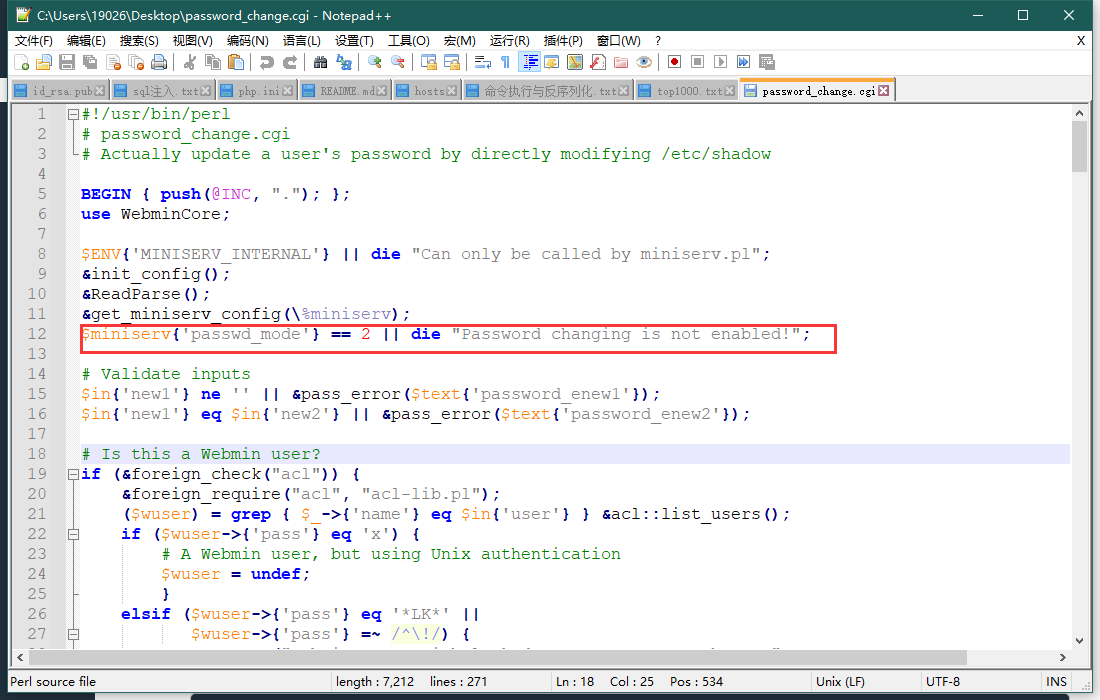 C:\Users\19026\Desktop\password_change.cgi - Notepad++
文件(F) 编辑(E) 搜索(S) 视图(V) 编码(N) 语言(L) 设置(T) 工具(O) 宏(M) 运行(R) 插件(P) 窗口(W) ? X
id_rsa.pub sql注入.txt php.ini README.md hosts 命令执行与反序列化.txt top1000.txt password_change.cgi
1 #!/usr/bin/perl
2 # password_change.cgi
3 # Actually update a user's password by directly modifying /etc/shadow
4
5 BEGIN { push(@INC, "."); };
6 use WebminCore;
7
8 $ENV{'MINISERV_INTERNAL'} || die "Can only be called by miniserv.pl";
9 &init_config();
10 &ReadParse();
11 &get_miniserv_config(\%miniserv);
12 $miniserv{'passwd_mode'} == 2 || die "Password changing is not enabled!";
13
14 # Validate inputs
15 $in{'new1'} ne '' || &pass_error($text{'password_enew1'});
16 $in{'new1'} eq $in{'new2'} || &pass_error($text{'password_enew2'});
17
18 # Is this a Webmin user?
19 if (&foreign_check("acl")) {
20 &foreign_require("acl", "acl-lib.pl");
21 ($wuser) = grep { $_->{'name'} eq $in{'user'} } &acl::list_users();
22 if ($wuser->{'pass'} eq 'x') {
23 # A Webmin user, but using Unix authentication
24 $wuser = undef;
25 }
26 elsif ($wuser->{'pass'} eq '*LK*' ||
27 $wuser->{'pass'} =~ /^\!/) {
Perl source file length : 7,212 lines : 271 Ln : 18 Col : 25 Pos : 534 Unix (LF) UTF-8 INS